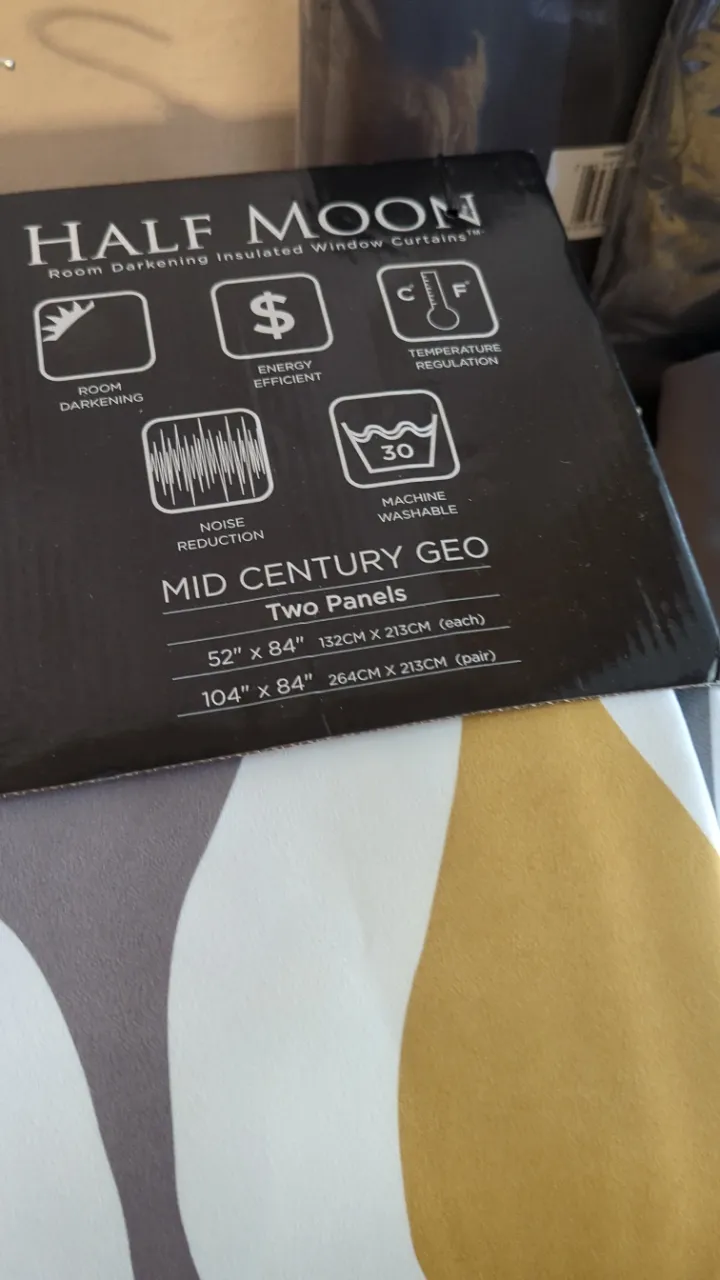 HALF MOON
Room Darkening Insulated Window Curtains™
C° F°
$
ROOM
DARKENING
ENERGY
EFFICIENT
TEMPERATURE
REGULATION
30
NOISE
REDUCTION
MACHINE
WASHABLE
MID CENTURY GEO
Two Panels
52" x 84" 132CM X 213CM (each)
104" x 84" 264CM X 213CM (pair)